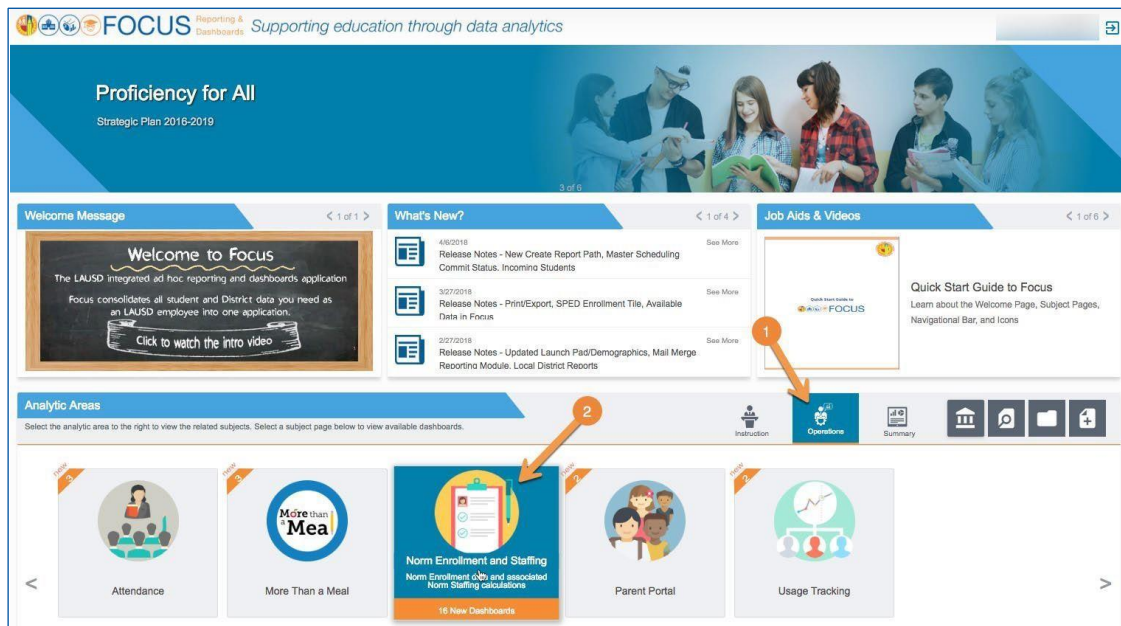 FOCUS Reporting & Dashboards Supporting education through data analytics
Proficiency for All
Strategic Plan 2016-2019
3 of 6
Welcome Message
< 1 of 1 >
Welcome to Focus
The LAUSD integrated ad hoc reporting and dashboards application
Focus consolidates all student and District data you need as
an LAUSD employee into one application.
Click to watch the intro video
What's New?
< 1 of 4 >
4/6/2018
See More
Release Notes - New Create Report Path, Master Scheduling
Commit Status. Incoming Students
3/27/2018
See More
Release Notes - Print/Export, SPED Enrollment Tile, Available
Data in Focus
2/27/2018
See More
Release Notes - Updated Launch Pad/Demographics, Mail Merge
Reporting Module. Local District Reports
Job Aids & Videos
< 1 of 6 >
Quick Start Guide to
FOCUS
Quick Start Guide to Focus
Learn about the Welcome Page, Subject Pages,
Navigational Bar, and Icons
1
Analytic Areas
Select the analytic area to the right to view the related subjects. Select a subject page below to view available dashboards.
2
Instruction
Operations
Summary
new
3
Attendance
new
3
More than
a Meal
More Than a Meal
Norm Enrollment and Staffing
Norm Enrollment data and associated
Norm Staffing calculations
16 New Dashboards
new
2
Parent Portal
new
2
Usage Tracking
<
>